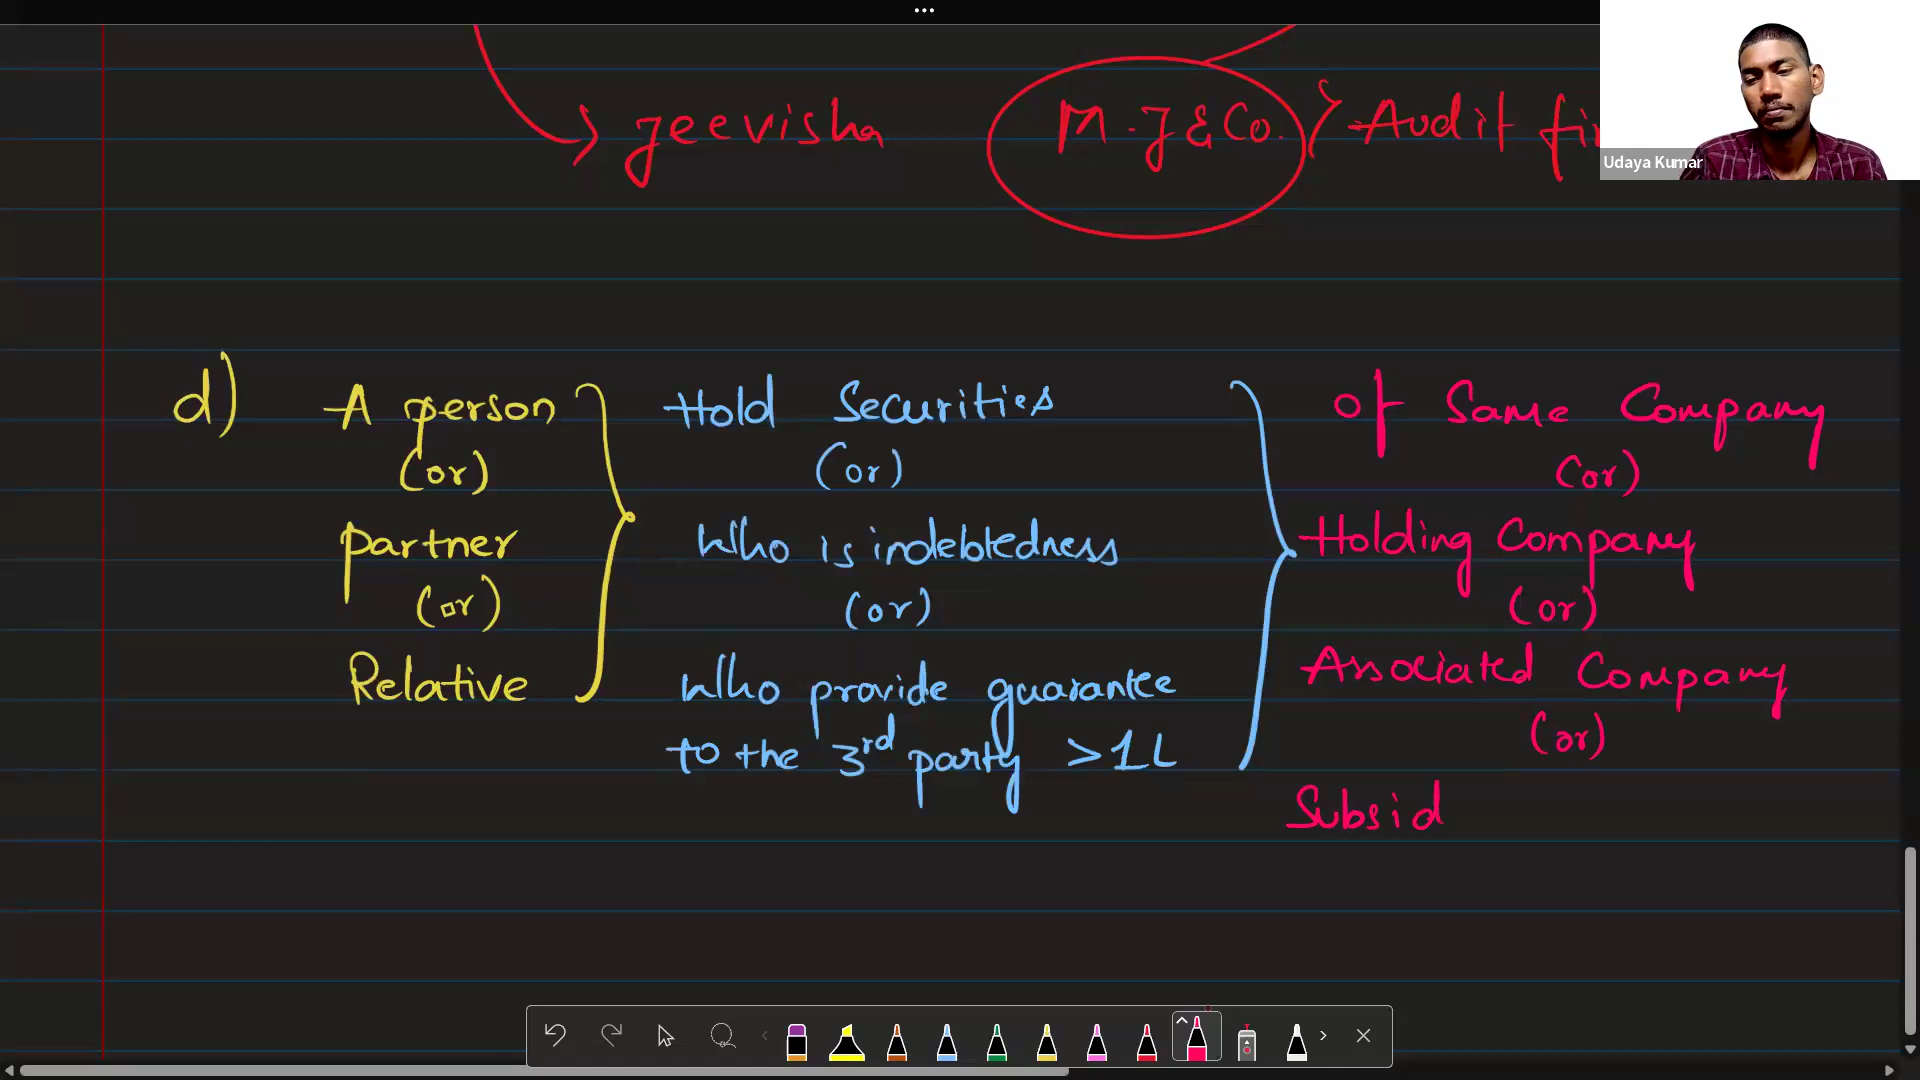 ...
Jeevisha M.J & Co. Audit fi
Udaya Kumar
d) A person Hold Securities of Same Company
(or) (or) (or)
partner Who is indebtedness Holding Company
(or) (or) (or)
Relative Who provide guarantee Associated Company
to the 3rd party >1L (or)
Subsid